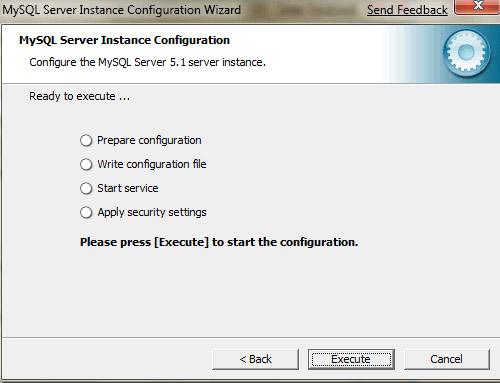 MySQL Server Instance Configuration Wizard
Send Feedback
MySQL Server Instance Configuration
Configure the MySQL Server 5.1 server instance.
Ready to execute ...
Prepare configuration
Write configuration file
Start service
Apply security settings
Please press [Execute] to start the configuration.
< Back
Execute
Cancel